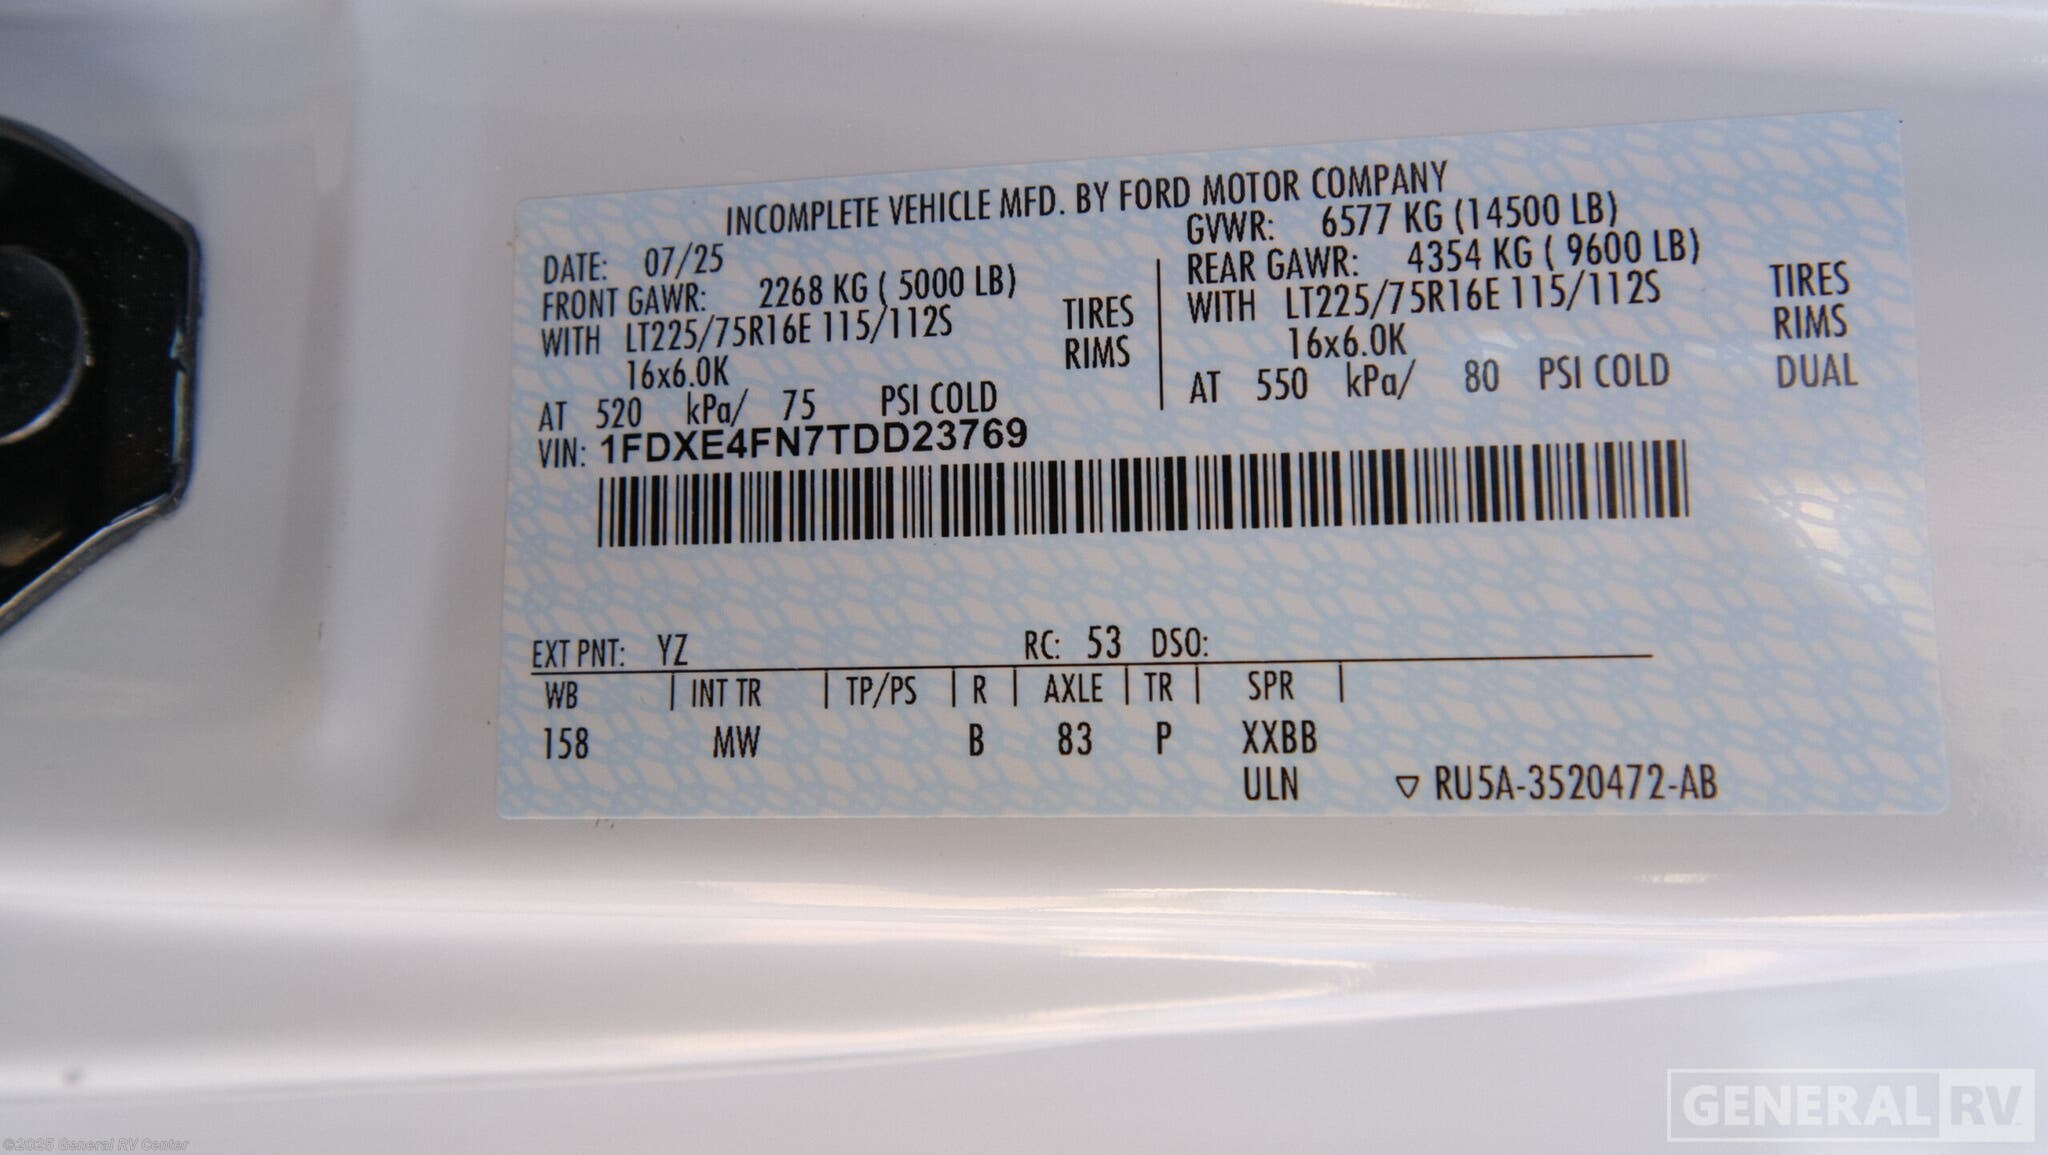 INCOMPLETE VEHICLE MFD. BY FORD MOTOR COMPANY
DATE: 07/25
FRONT GAWR: 2268 KG ( 5000 LB)
WITH LT225/75R16E 115/112S TIRES
16x6.0K RIMS
AT 520 kPa/ 75 PSI COLD
GVWR: 6577 KG (14500 LB)
REAR GAWR: 4354 KG ( 9600 LB)
WITH LT225/75R16E 115/112S TIRES
16x6.0K RIMS
AT 550 kPa/ 80 PSI COLD DUAL
VIN: 1FDXE4FN7TDD23769
EXT PNT: YZ RC: 53 DSO:
WB | INT TR | TP/PS | R | AXLE | TR | SPR |
158 MW B 83 P XXBB
ULN ▽ RU5A-3520472-AB
GENERAL RV
©2025 General RV Center